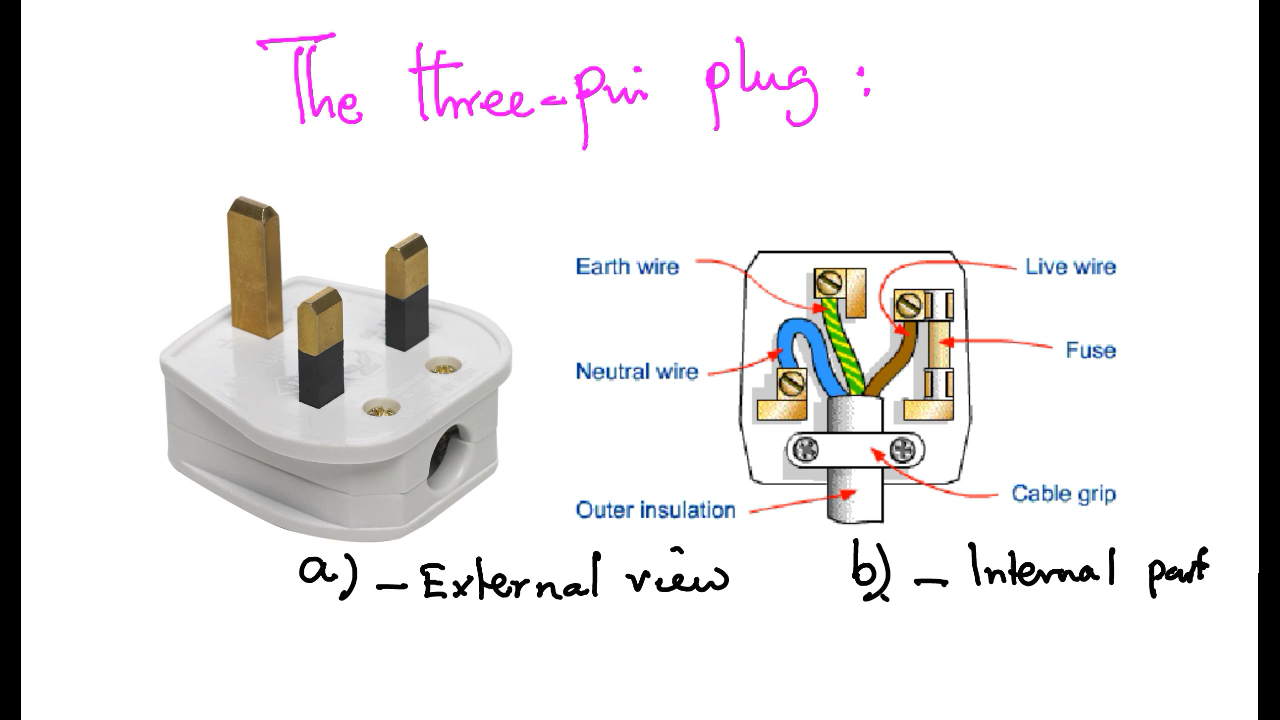 The three-pin plug :
Earth wire
Live wire
Fuse
Neutral wire
Cable grip
Outer insulation
a.) - External view
b) - Internal part